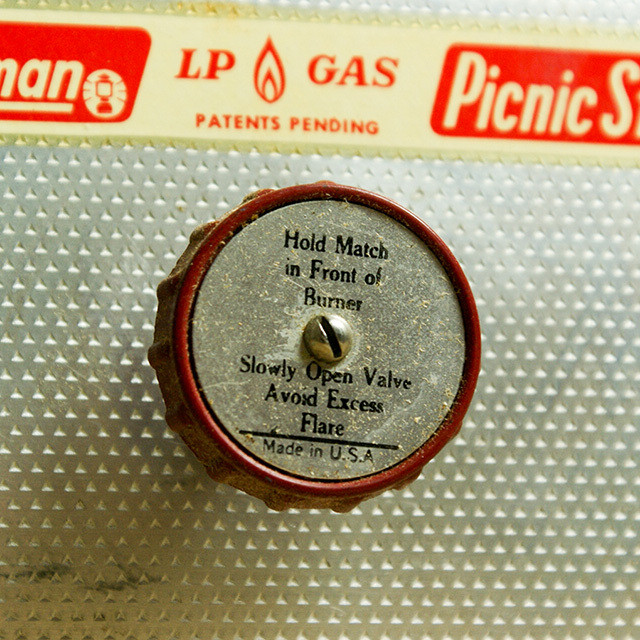 man
LP GAS
PATENTS PENDING
Picnic St
Hold Match
in Front of
Burner
Slowly Open Valve
Avoid Excess
Flare
Made in U.S.A